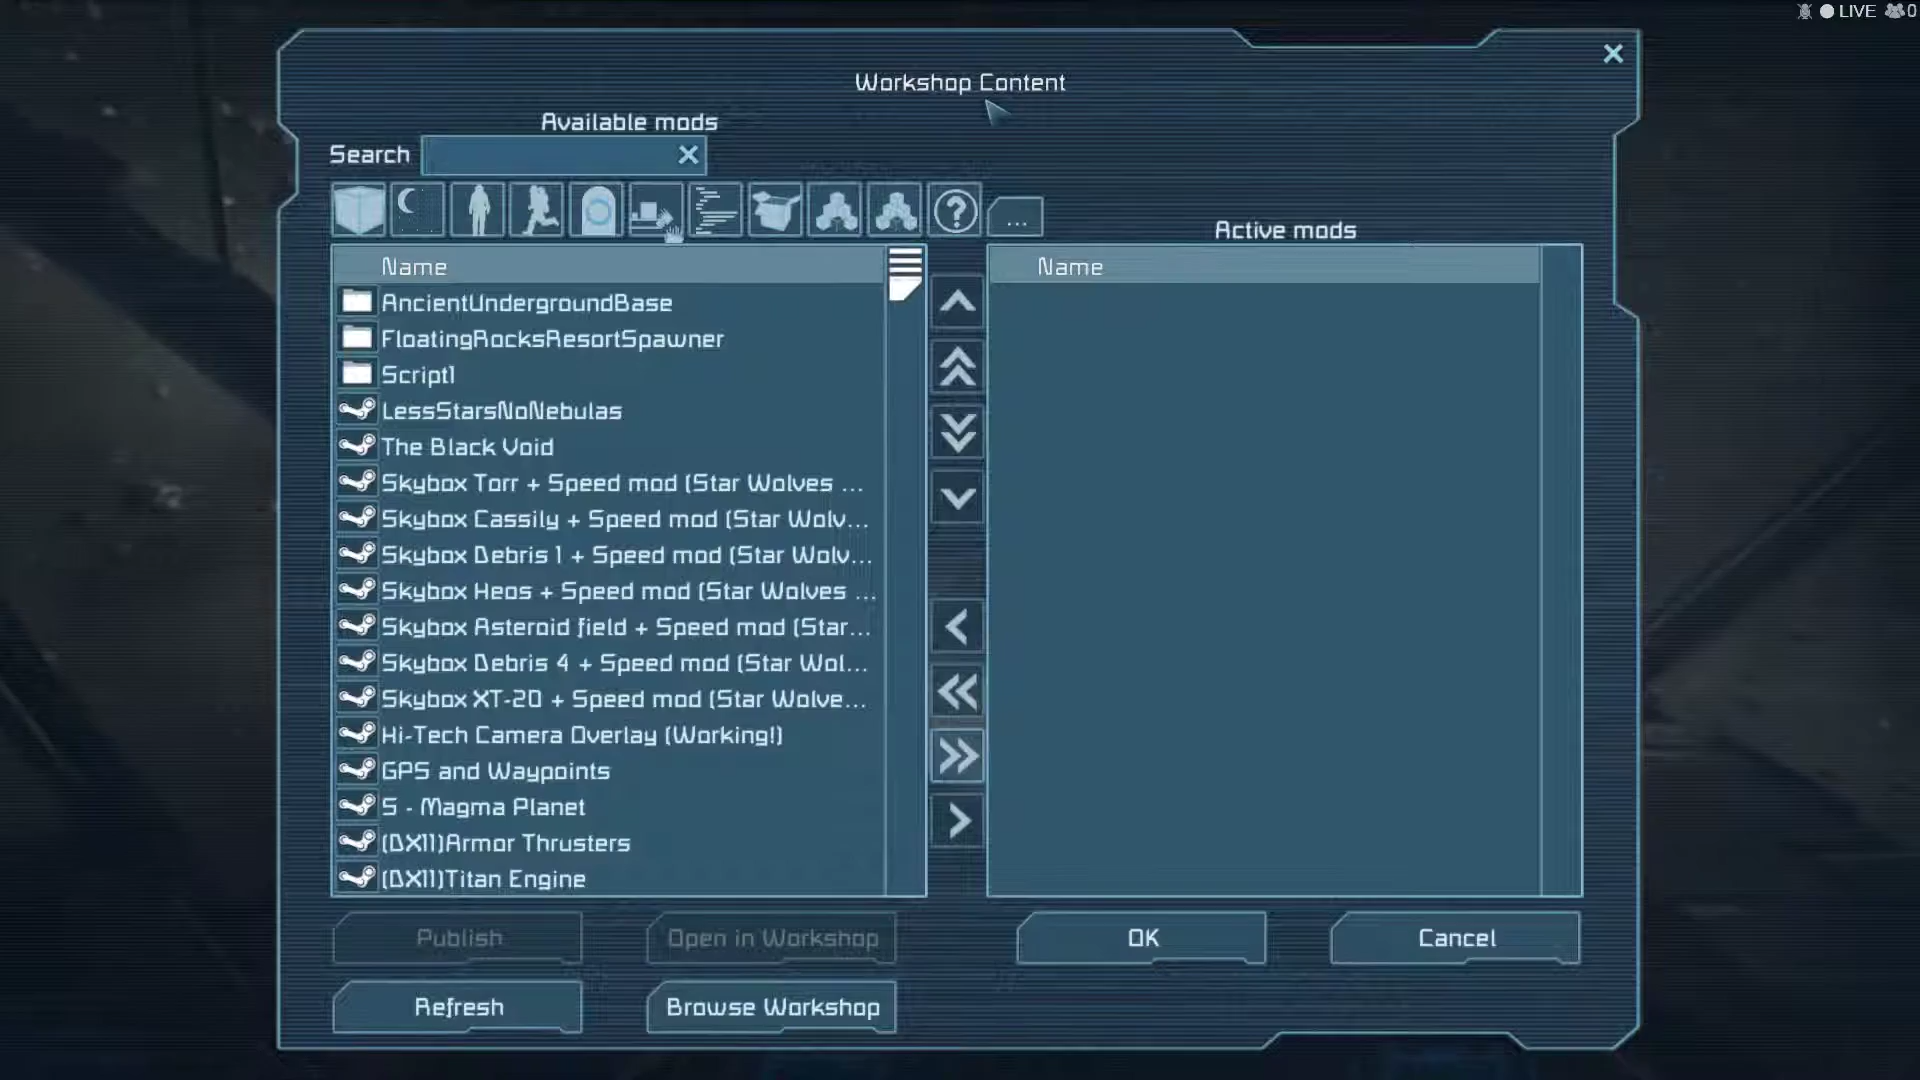 LIVE 0
Workshop Content
Available mods
Search
...
Active mods
Name
Name
AncientUndergroundBase
FloatingRocksResortSpawner
Script1
LessStarsNoNebulas
The Black Void
Skybox Torr + Speed mod (Star Wolves ...
Skybox Cassily + Speed mod (Star Wolv...
Skybox Debris 1 + Speed mod (Star Wolv...
Skybox Heos + Speed mod (Star Wolves ...
Skybox Asteroid field + Speed mod (Star...
Skybox Debris 4 + Speed mod (Star Wol...
Skybox XT-20 + Speed mod (Star Wolve...
Hi-Tech Camera Overlay (Working!)
GPS and Waypoints
S - Magma Planet
(DX11)Armor Thrusters
(DX11)Titan Engine
Publish
Open in Workshop
OK
Cancel
Refresh
Browse Workshop